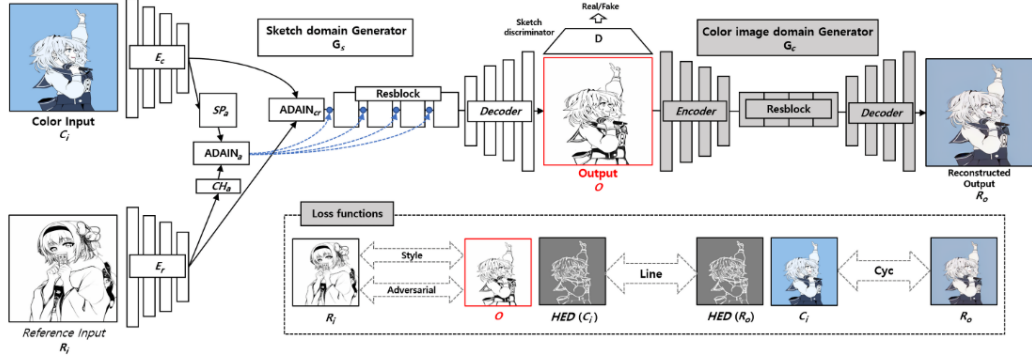 Real/Fake
Sketch
discriminator
D
Sketch domain Generator
G_s
Color image domain Generator
G_c
E_c
Color Input
C_i
SP_a
ADAIN_cr
Resblock
Decoder
Encoder
Resblock
Decoder
ADAIN_a
CH_a
Output
O
Reconstructed
Output
R_o
E_r
Reference Input
R_i
Loss functions
Style
Adversarial
Line
Cyc
R_i
O
HED (C_i)
HED (R_o)
C_i
R_o